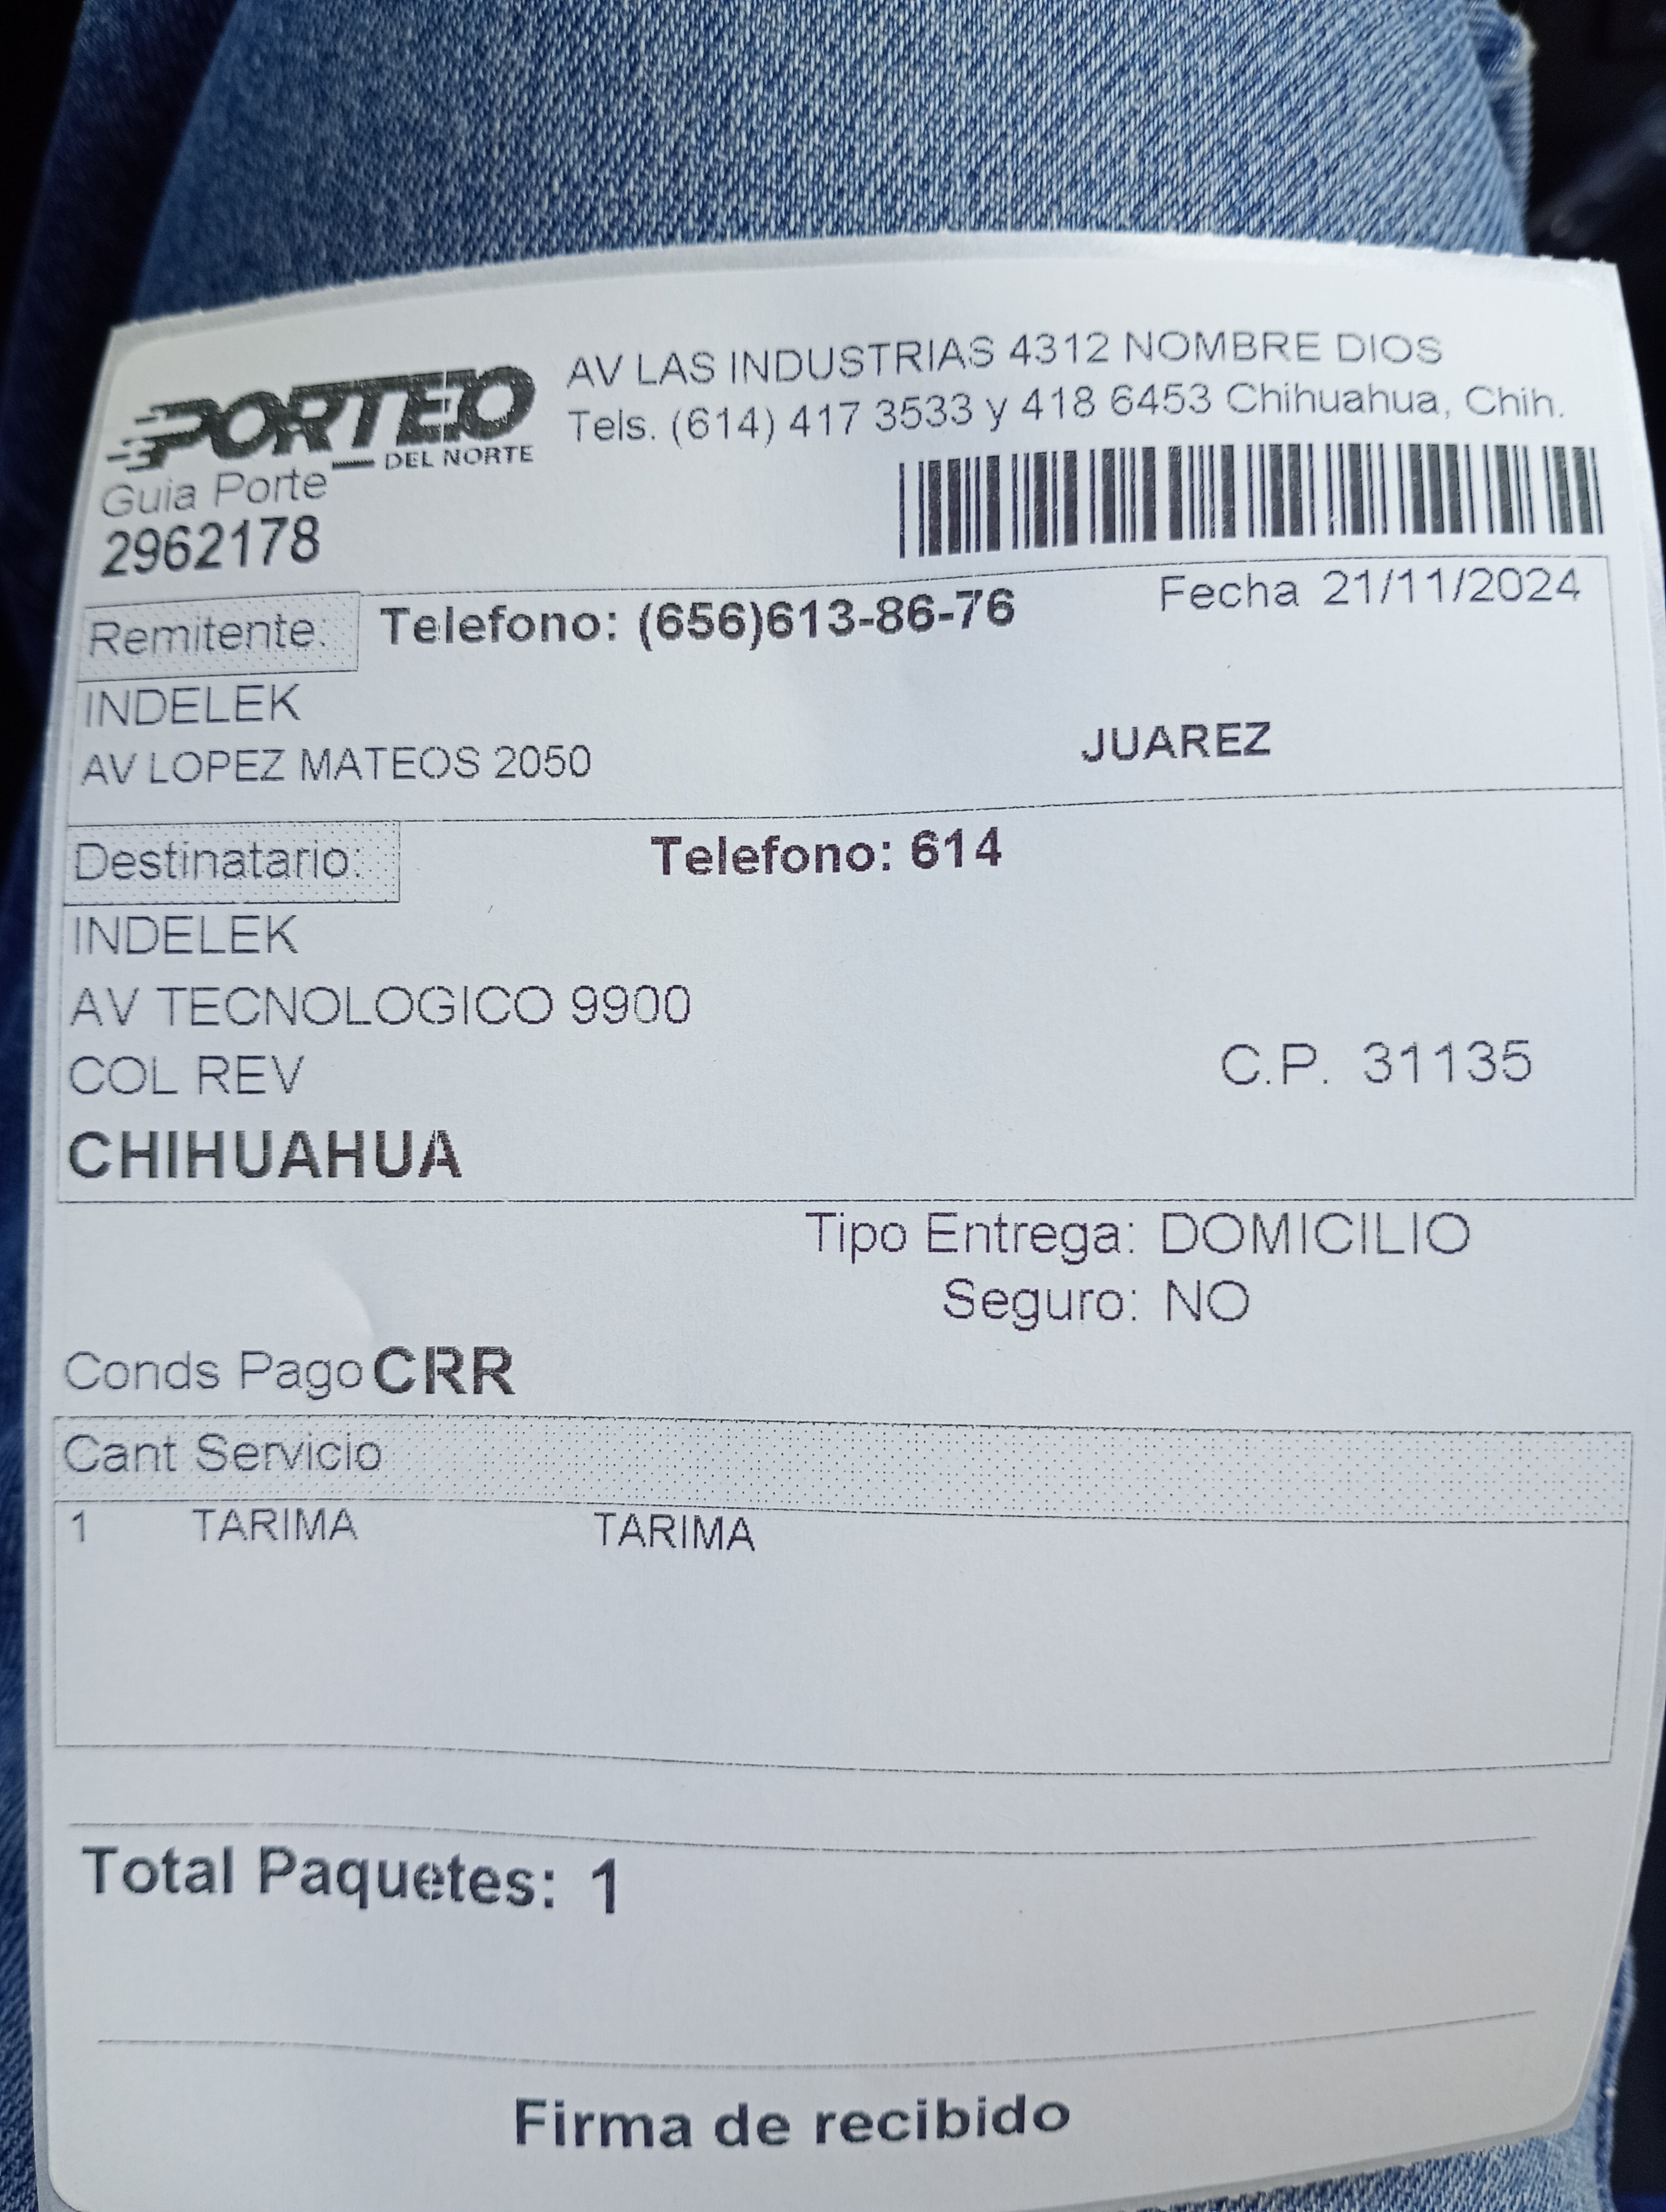 PORTEO
DEL NORTE
AV LAS INDUSTRIAS 4312 NOMBRE DIOS
Tels. (614) 417 3533 y 418 6453 Chihuahua, Chih.
Guia Porte
2962178
Remitente: Telefono: (656)613-86-76 Fecha 21/11/2024
INDELEK
AV LOPEZ MATEOS 2050 JUAREZ
Destinatario: Telefono: 614
INDELEK
AV TECNOLOGICO 9900
COL REV C.P. 31135
CHIHUAHUA
Tipo Entrega: DOMICILIO
Seguro: NO
Conds Pago CRR
Cant Servicio
1 TARIMA TARIMA
Total Paquetes: 1
Firma de recibido